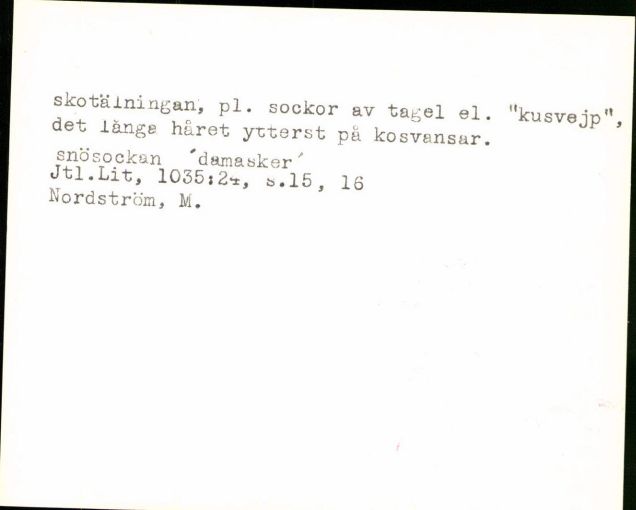 skotälningan, pl. sockor av tagel el. "kusvejp",
det långa håret ytterst på kosvansar.
snösockan 'damasker'
Jtl.Lit, 1035:24, s.15, 16
Nordström, M.